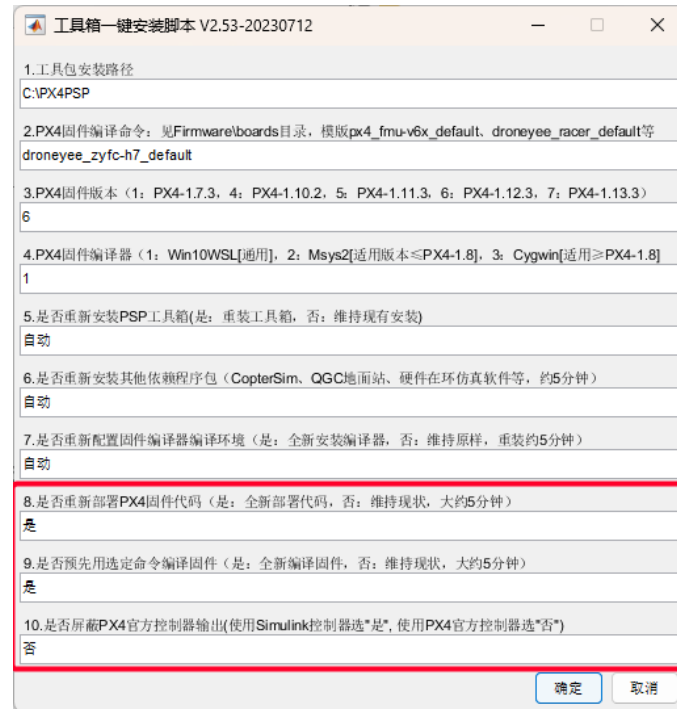 工具箱一键安装脚本 V2.53-20230712
1.工具包安装路径
C:\PX4PSP
2.PX4固件编译命令：见Firmware\boards目录，模版px4_fmu-v6x_default、droneyee_racer_default等
droneyee_zyfc-h7_default
3.PX4固件版本（1：PX4-1.7.3，4：PX4-1.10.2，5：PX4-1.11.3，6：PX4-1.12.3，7：PX4-1.13.3）
6
4.PX4固件编译器（1：Win10WSL[通用]，2：Msys2[适用版本≤PX4-1.8]，3：Cygwin[适用≥PX4-1.8]
1
5.是否重新安装PSP工具箱(是：重装工具箱，否：维持现有安装)
自动
6.是否重新安装其他依赖程序包（CopterSim、QGC地面站、硬件在环仿真软件等，约5分钟）
自动
7.是否重新配置固件编译器编译环境（是：全新安装编译器，否：维持原样，重装约5分钟）
自动
8.是否重新部署PX4固件代码（是：全新部署代码，否：维持现状，大约5分钟）
是
9.是否预先用选定命令编译固件（是：全新编译固件，否：维持现状，大约5分钟）
是
10.是否屏蔽PX4官方控制器输出(使用Simulink控制器选"是", 使用PX4官方控制器选"否")
否
确定 取消